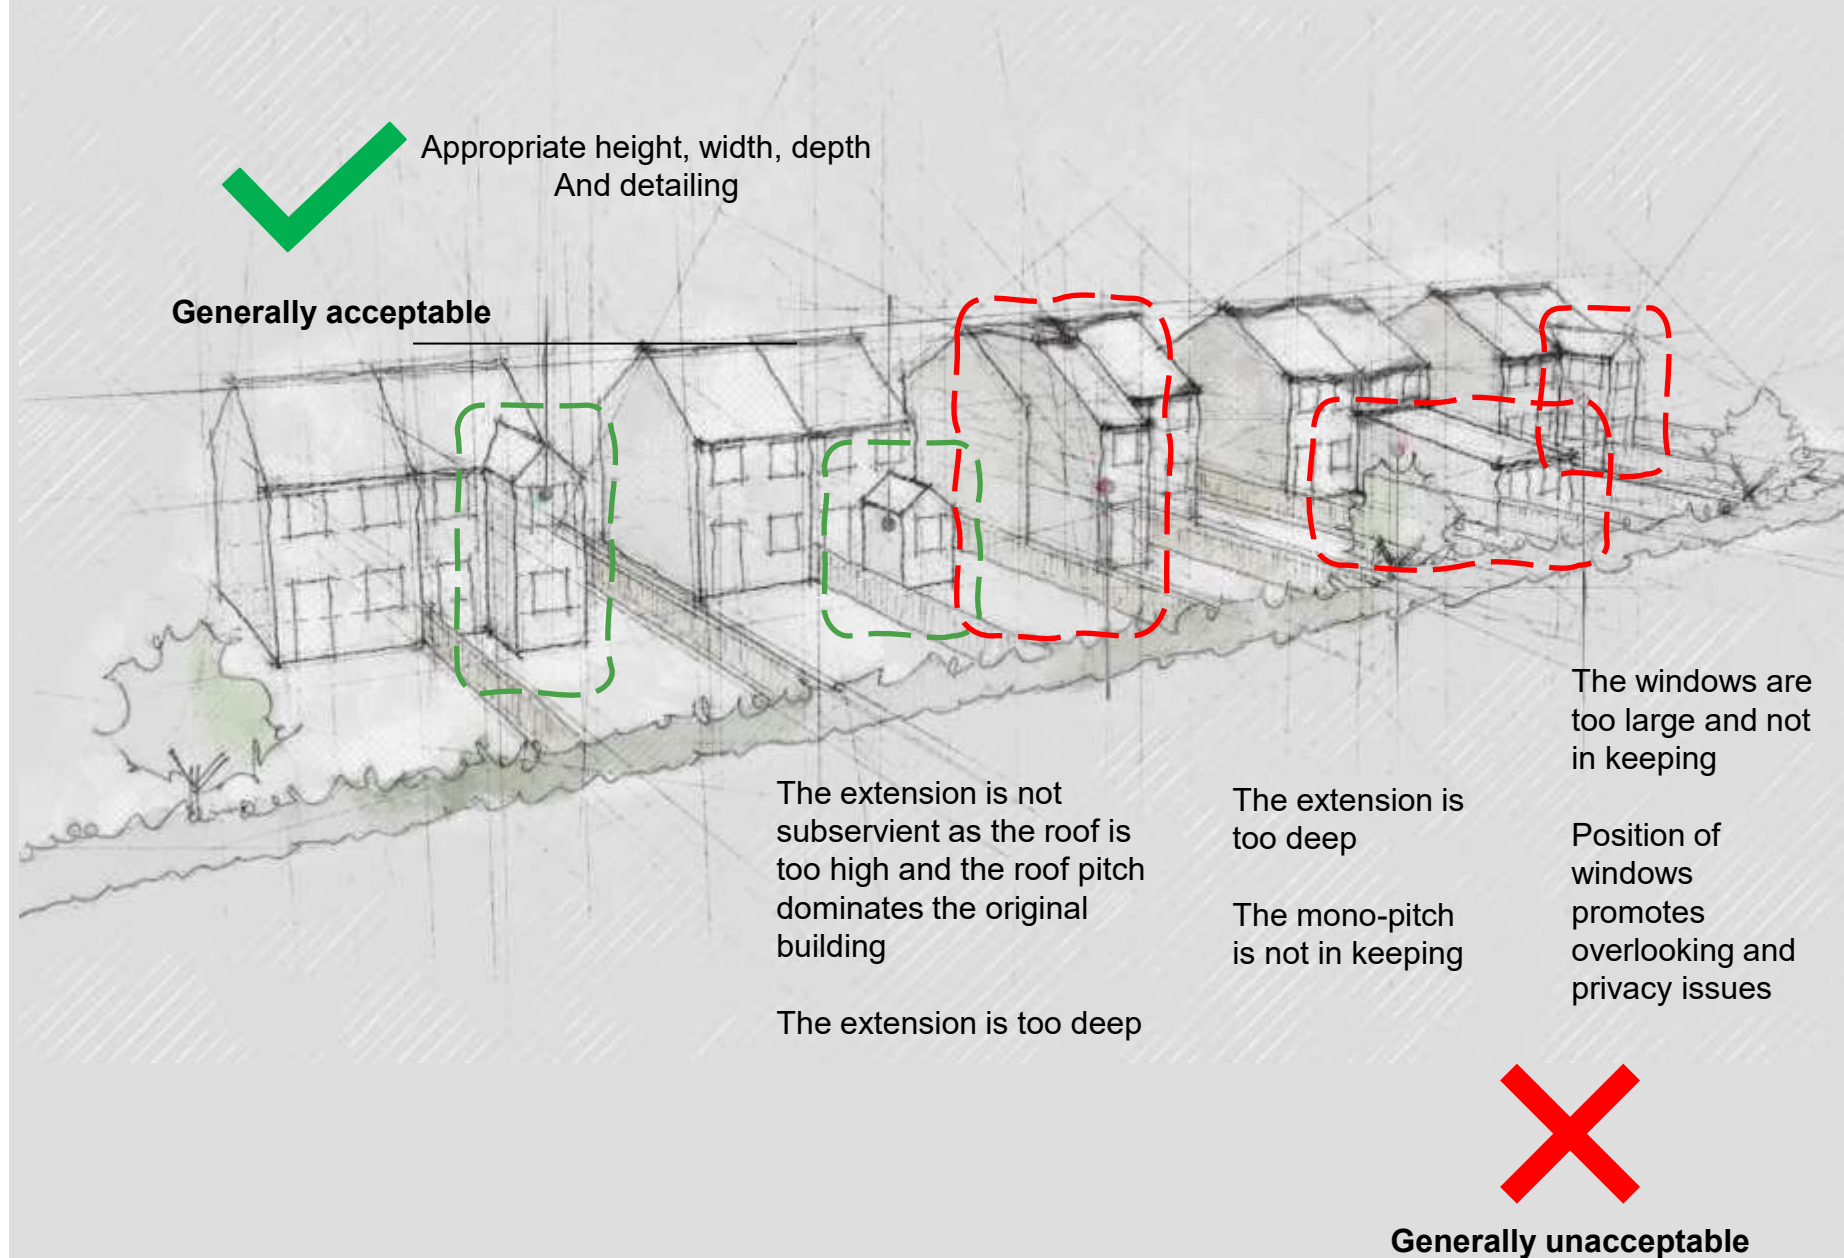 Appropriate height, width, depth
And detailing
Generally acceptable
The extension is not
subservient as the roof is
too high and the roof pitch
dominates the original
building
The extension is too deep
The extension is
too deep
The mono-pitch
is not in keeping
The windows are
too large and not
in keeping
Position of
windows
promotes
overlooking and
privacy issues
Generally unacceptable